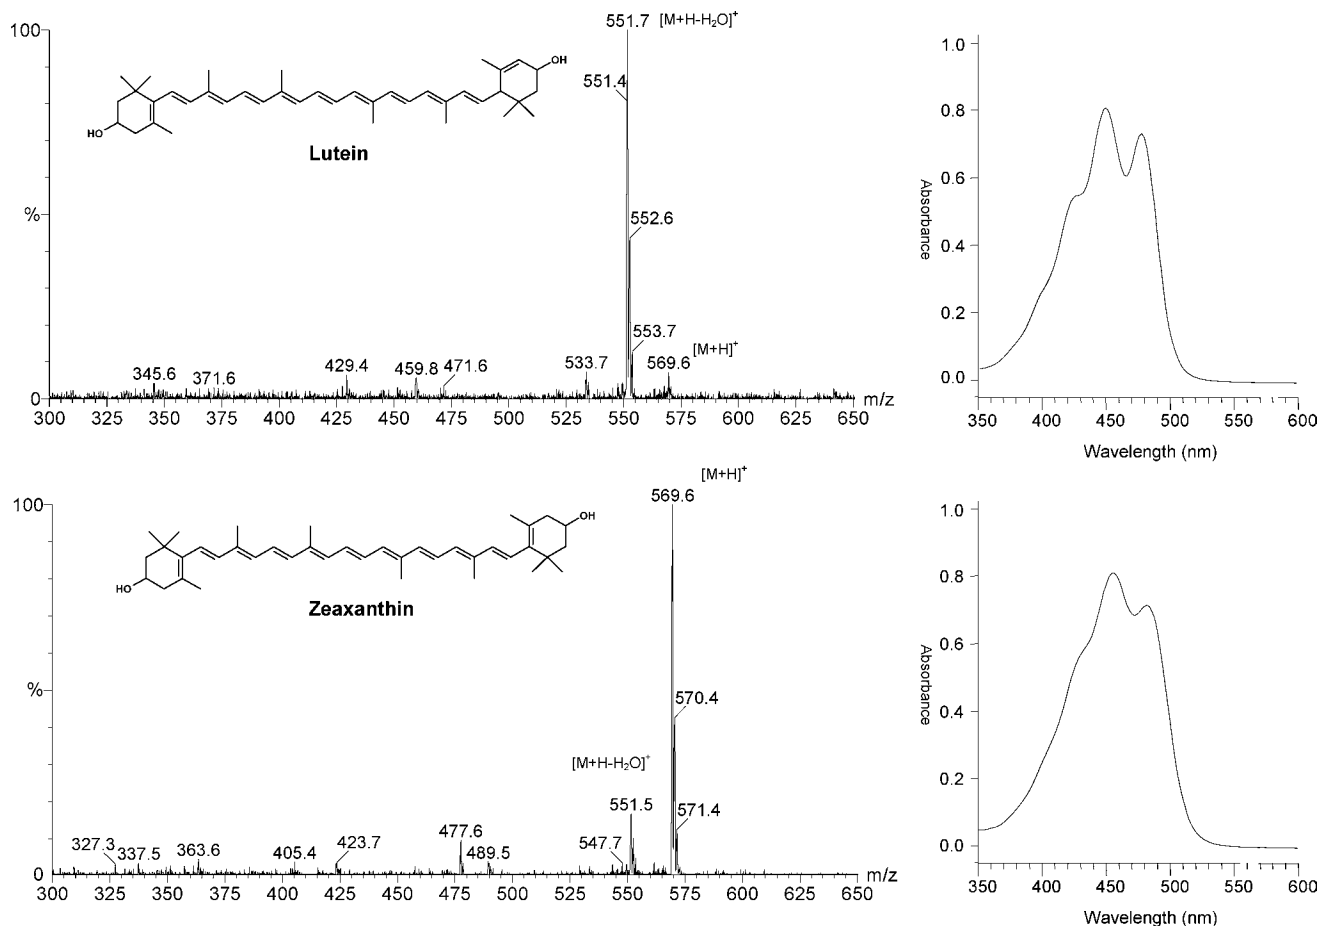 100
551.7 [M+H-H₂O]⁺
551.4
OH
HO
Lutein
%
552.6
553.7
[M+H]⁺
345.6
371.6
429.4
459.8
471.6
533.7
569.6
0
300 325 350 375 400 425 450 475 500 525 550 575 600 625 650 m/z
1.0
0.8
0.6
0.4
0.2
0.0
Absorbance
350 400 450 500 550 600
Wavelength (nm)
[M+H]⁺
100
569.6
OH
HO
Zeaxanthin
%
570.4
[M+H-H₂O]⁺
551.5
571.4
327.3
337.5
363.6
405.4
423.7
477.6
489.5
547.7
0
300 325 350 375 400 425 450 475 500 525 550 575 600 625 650 m/z
1.0
0.8
0.6
0.4
0.2
0.0
Absorbance
350 400 450 500 550 600
Wavelength (nm)